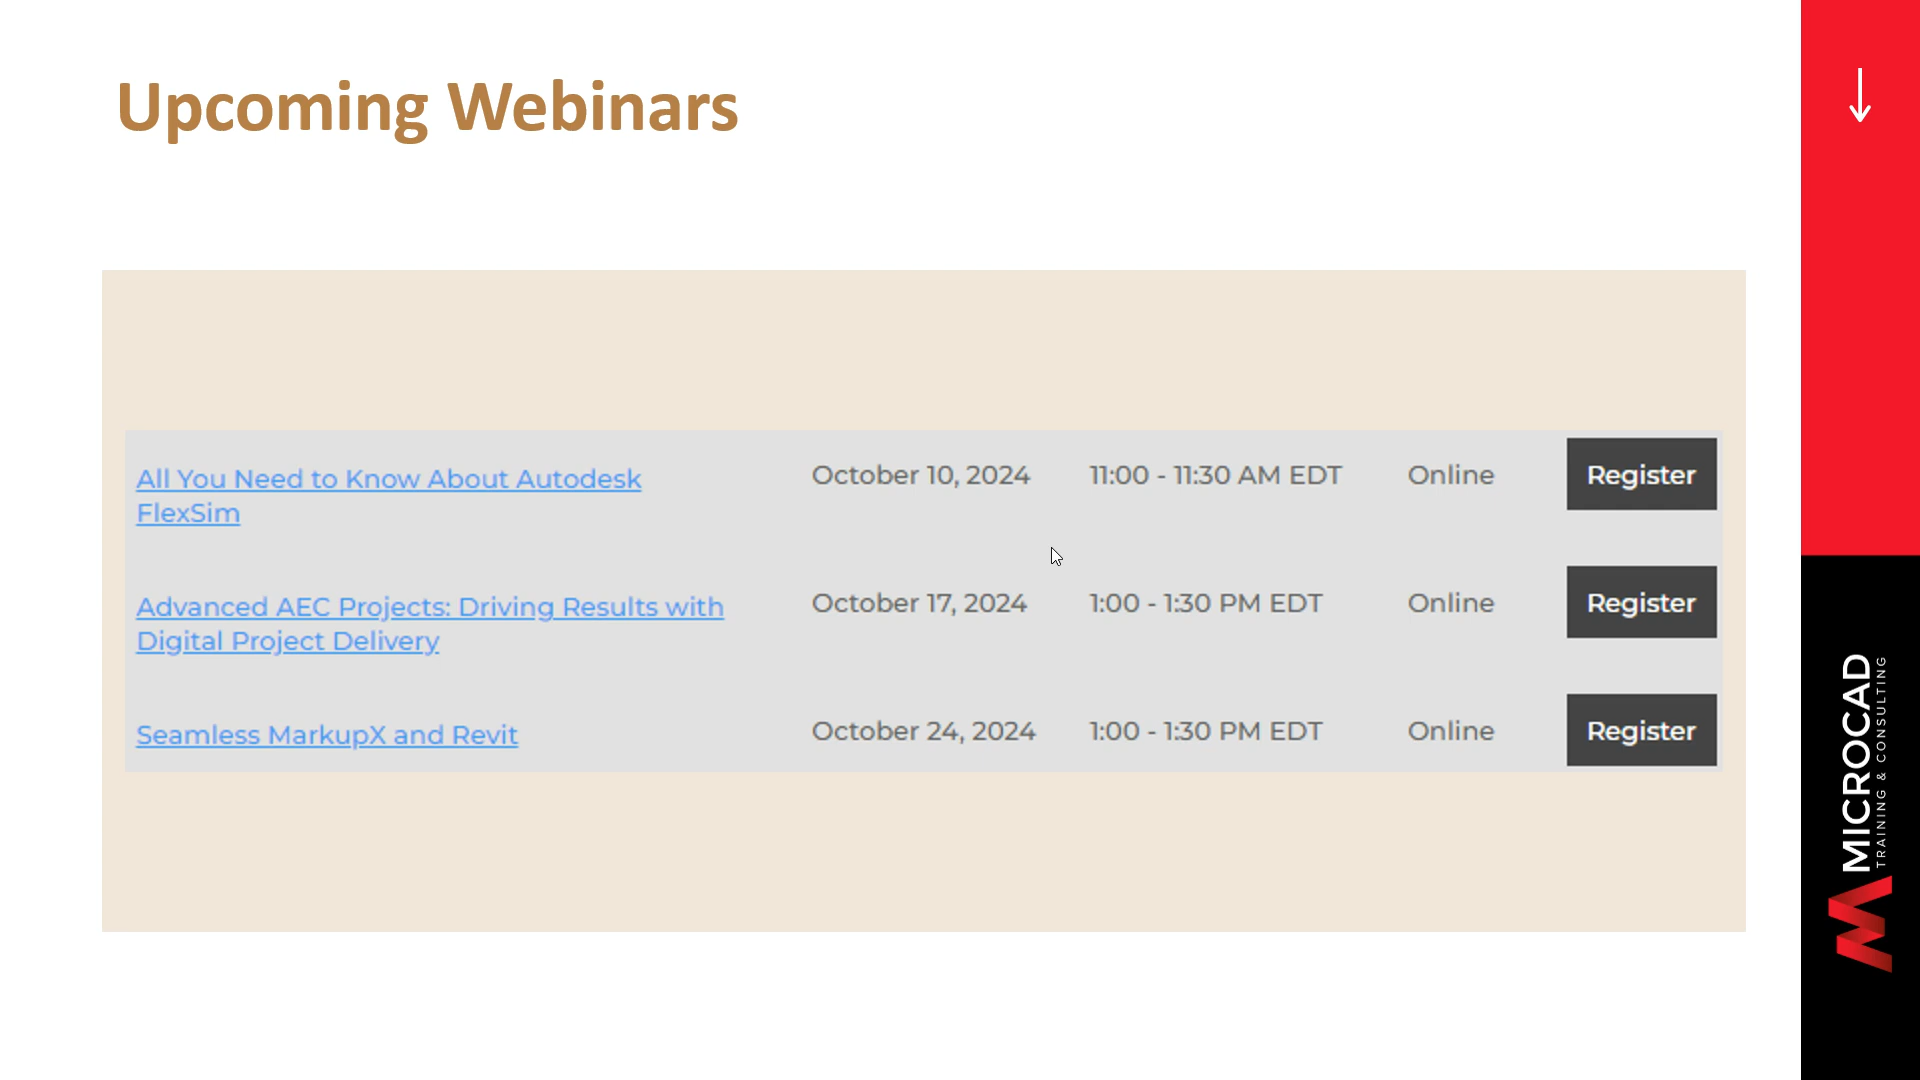 Upcoming Webinars
All You Need to Know About Autodesk
FlexSim
October 10, 2024
11:00 - 11:30 AM EDT
Online
Register
Advanced AEC Projects: Driving Results with
Digital Project Delivery
October 17, 2024
1:00 - 1:30 PM EDT
Online
Register
Seamless MarkupX and Revit
October 24, 2024
1:00 - 1:30 PM EDT
Online
Register
MICROCAD
TRAINING & CONSULTING